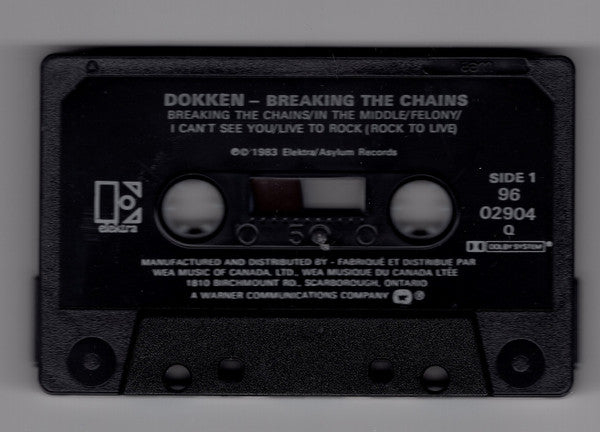 DOKKEN – BREAKING THE CHAINS
BREAKING THE CHAINS/IN THE MIDDLE/FELONY/
I CAN'T SEE YOU/LIVE TO ROCK (ROCK TO LIVE)
©℗ 1983 Elektra/Asylum Records
SIDE 1
96
02904
Q
elektra
DOLBY SYSTEM®
MANUFACTURED AND DISTRIBUTED BY - FABRIQUÉ ET DISTRIBUE PAR
WEA MUSIC OF CANADA, LTD., WEA MUSIQUE DU CANADA LTÉE
1810 BIRCHMOUNT RD., SCARBOROUGH, ONTARIO
A WARNER COMMUNICATIONS COMPANY ®